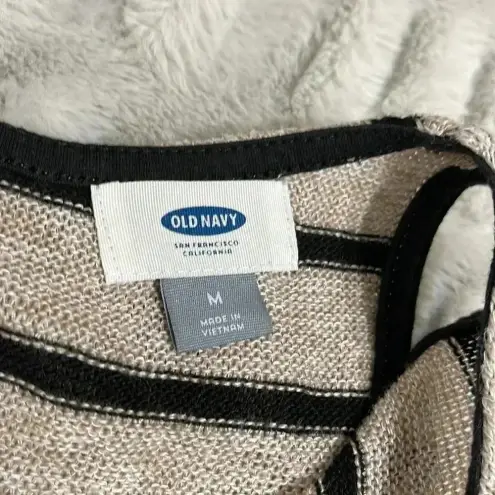 OLD NAVY
SAN FRANCISCO
CALIFORNIA
M
MADE IN
VIETNAM